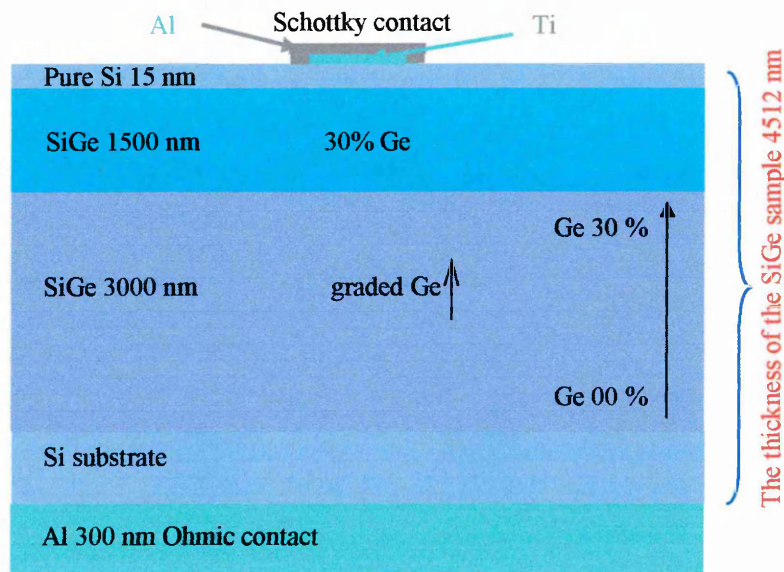 Al
Schottky contact
Ti
Pure Si 15 nm
SiGe 1500 nm
30% Ge
Ge 30 %
SiGe 3000 nm
graded Ge
Ge 00 %
Si substrate
Al 300 nm Ohmic contact
The thickness of the SiGe sample 4512 nm